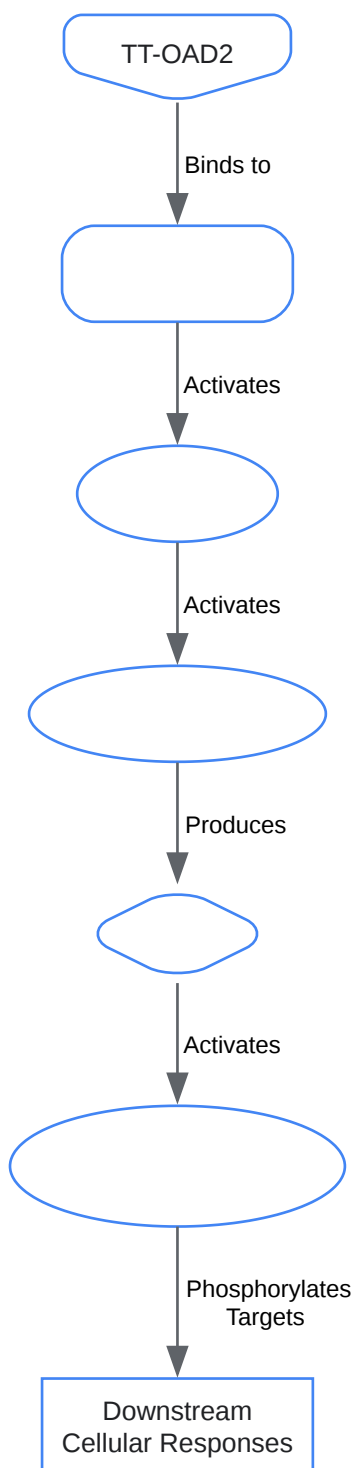 TT-OAD2
Binds to
Activates
Activates
Produces
Activates
Phosphorylates
Targets
Downstream
Cellular Responses